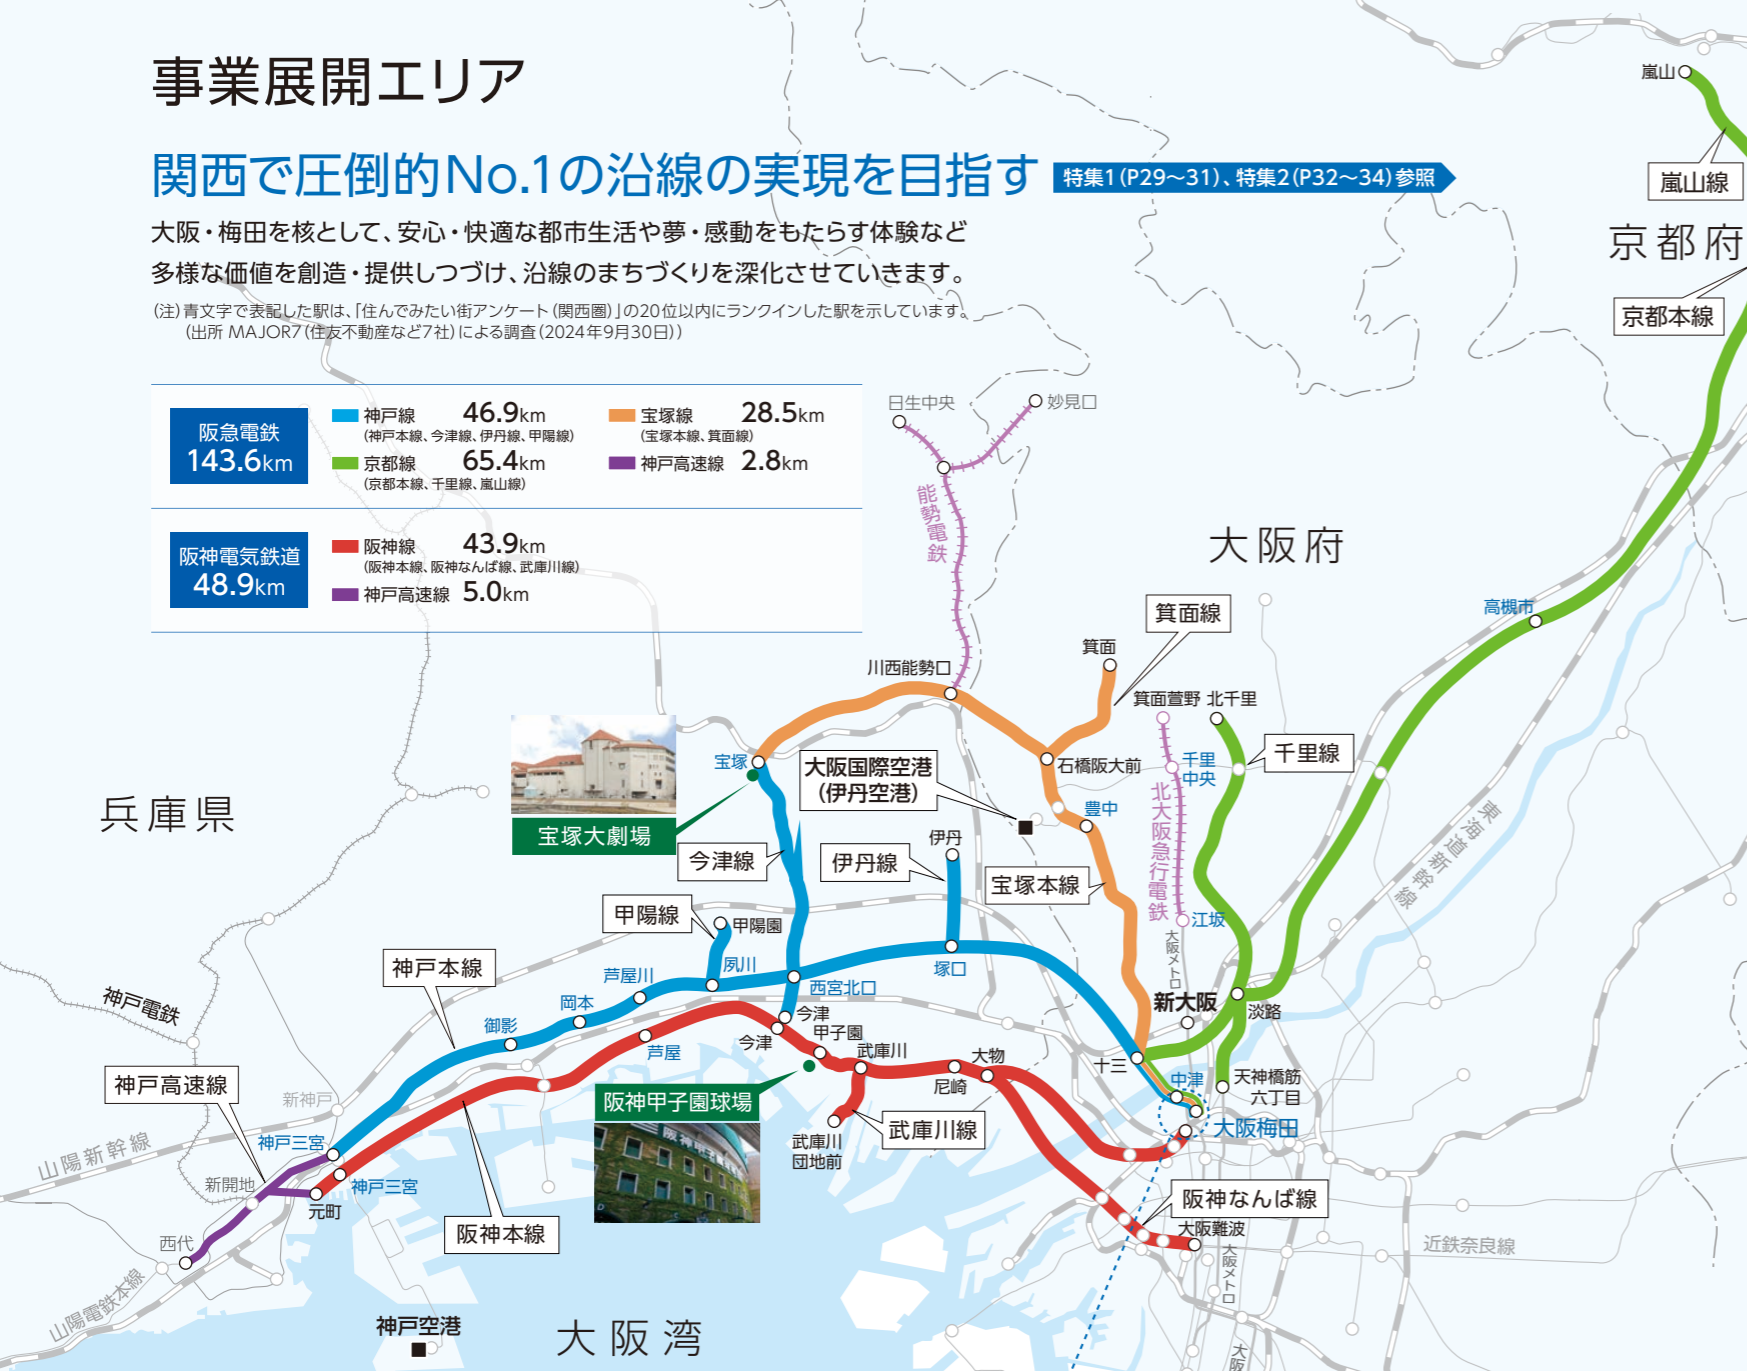 事業展開エリア
関西で圧倒的No.1の沿線の実現を目指す
特集1（P29〜31）、特集2（P32〜34）参照
大阪・梅田を核として、安心・快適な都市生活や夢・感動をもたらす体験など
多様な価値を創造・提供しつづけ、沿線のまちづくりを深化させていきます。
（注）青文字で表記した駅は、「住んでみたい街アンケート（関西圏）」の20位以内にランクインした駅を示しています。
（出所 MAJOR7（住友不動産など7社）による調査（2024年9月30日））
阪急電鉄
143.6km
神戸線 46.9km
（神戸本線、今津線、伊丹線、甲陽線）
宝塚線 28.5km
（宝塚本線、箕面線）
京都線 65.4km
（京都本線、千里線、嵐山線）
神戸高速線 2.8km
阪神電気鉄道
48.9km
阪神線 43.9km
（阪神本線、阪神なんば線、武庫川線）
神戸高速線 5.0km
嵐山
嵐山線
京都府
京都本線
日生中央
妙見口
能勢電鉄
大阪府
高槻市
箕面線
箕面
川西能勢口
箕面萱野
北千里
千里線
千里
中央
北大阪急行電鉄
石橋阪大前
宝塚
大阪国際空港
（伊丹空港）
豊中
宝塚大劇場
今津線
伊丹
伊丹線
宝塚本線
東海道新幹線
兵庫県
甲陽線
甲陽園
江坂
大阪メトロ
神戸本線
芦屋川
夙川
西宮北口
塚口
新大阪
淡路
神戸電鉄
岡本
御影
芦屋
今津
今津
甲子園
武庫川
尼崎
大物
十三
中津
天神橋筋
六丁目
大阪梅田
神戸高速線
新神戸
阪神甲子園球場
阪神甲子園球場
武庫川
団地前
武庫川線
山陽新幹線
神戸三宮
神戸三宮
新開地
元町
阪神本線
阪神なんば線
大阪難波
近鉄奈良線
大阪メトロ
西代
山陽電鉄本線
神戸空港
大阪湾
大阪